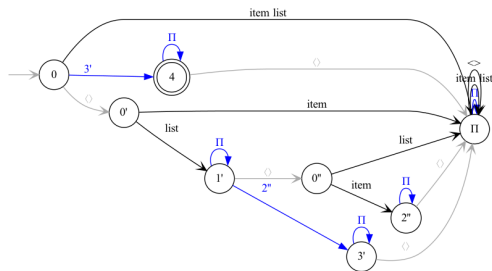 item list
0
3'
Π
4
⟨⟩
<>
item list
Π
Π
⟨⟩
0'
item
list
Π
1'
⟨⟩
2"
0"
list
item
Π
2"
⟨⟩
Π
3'
⟨⟩